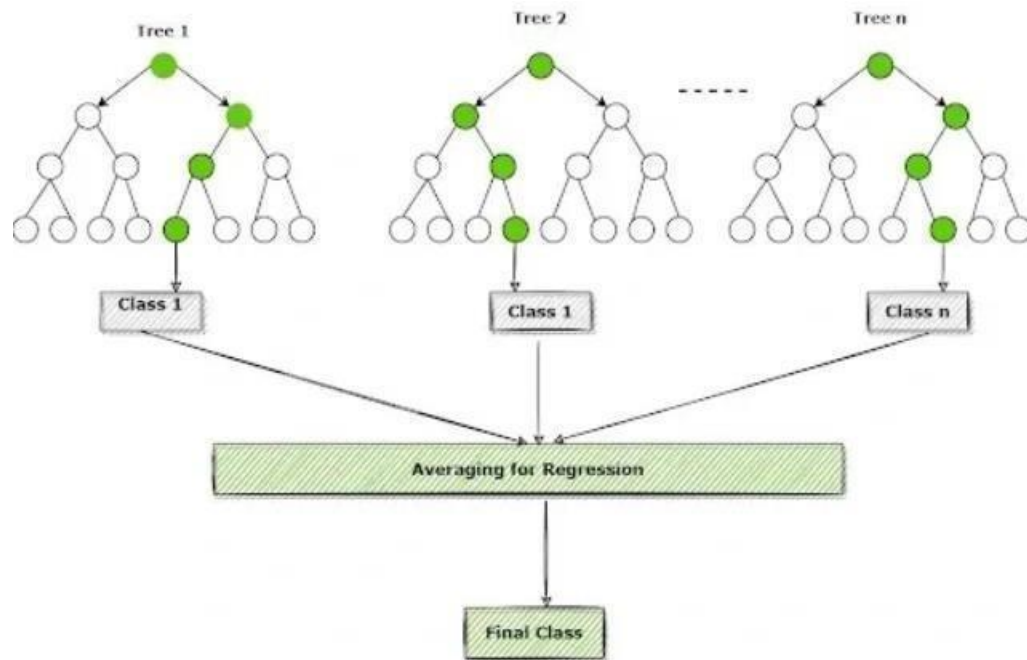 Tree 1
Tree 2
Tree n
Class 1
Class 1
Class n
Averaging for Regression
Final Class